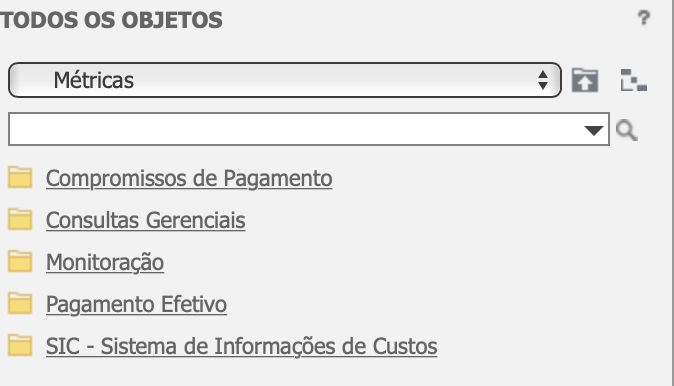 TODOS OS OBJETOS
?
Métricas
Compromissos de Pagamento
Consultas Gerenciais
Monitoração
Pagamento Efetivo
SIC - Sistema de Informações de Custos